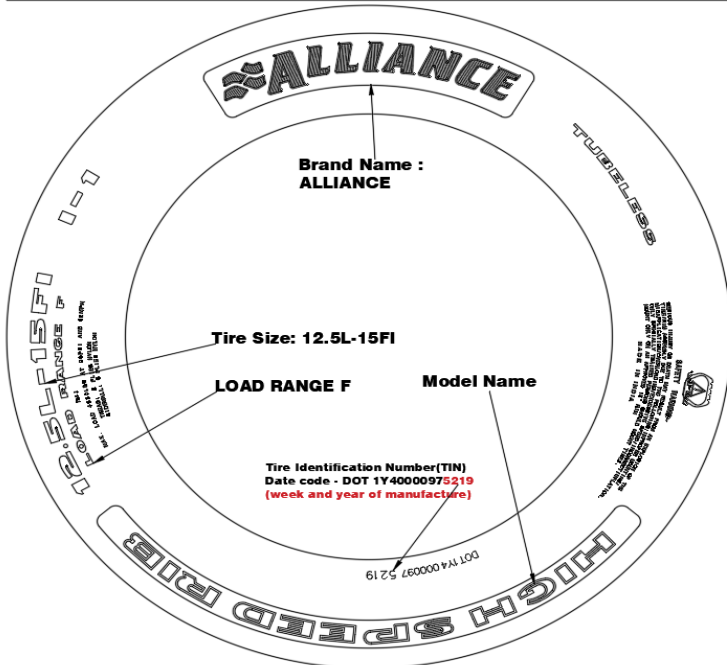 ALLIANCE
Brand Name :
ALLIANCE
TUBELESS
I-1
12.5L-15FI
LOAD RANGE F
Tire Size: 12.5L-15FI
LOAD RANGE F
Model Name
SAFETY WARNING
MADE IN INDIA
Tire Identification Number(TIN)
Date code - DOT 1Y40000975219
(week and year of manufacture)
DOT 1Y4 000097 5219
HIGH SPEED RIB